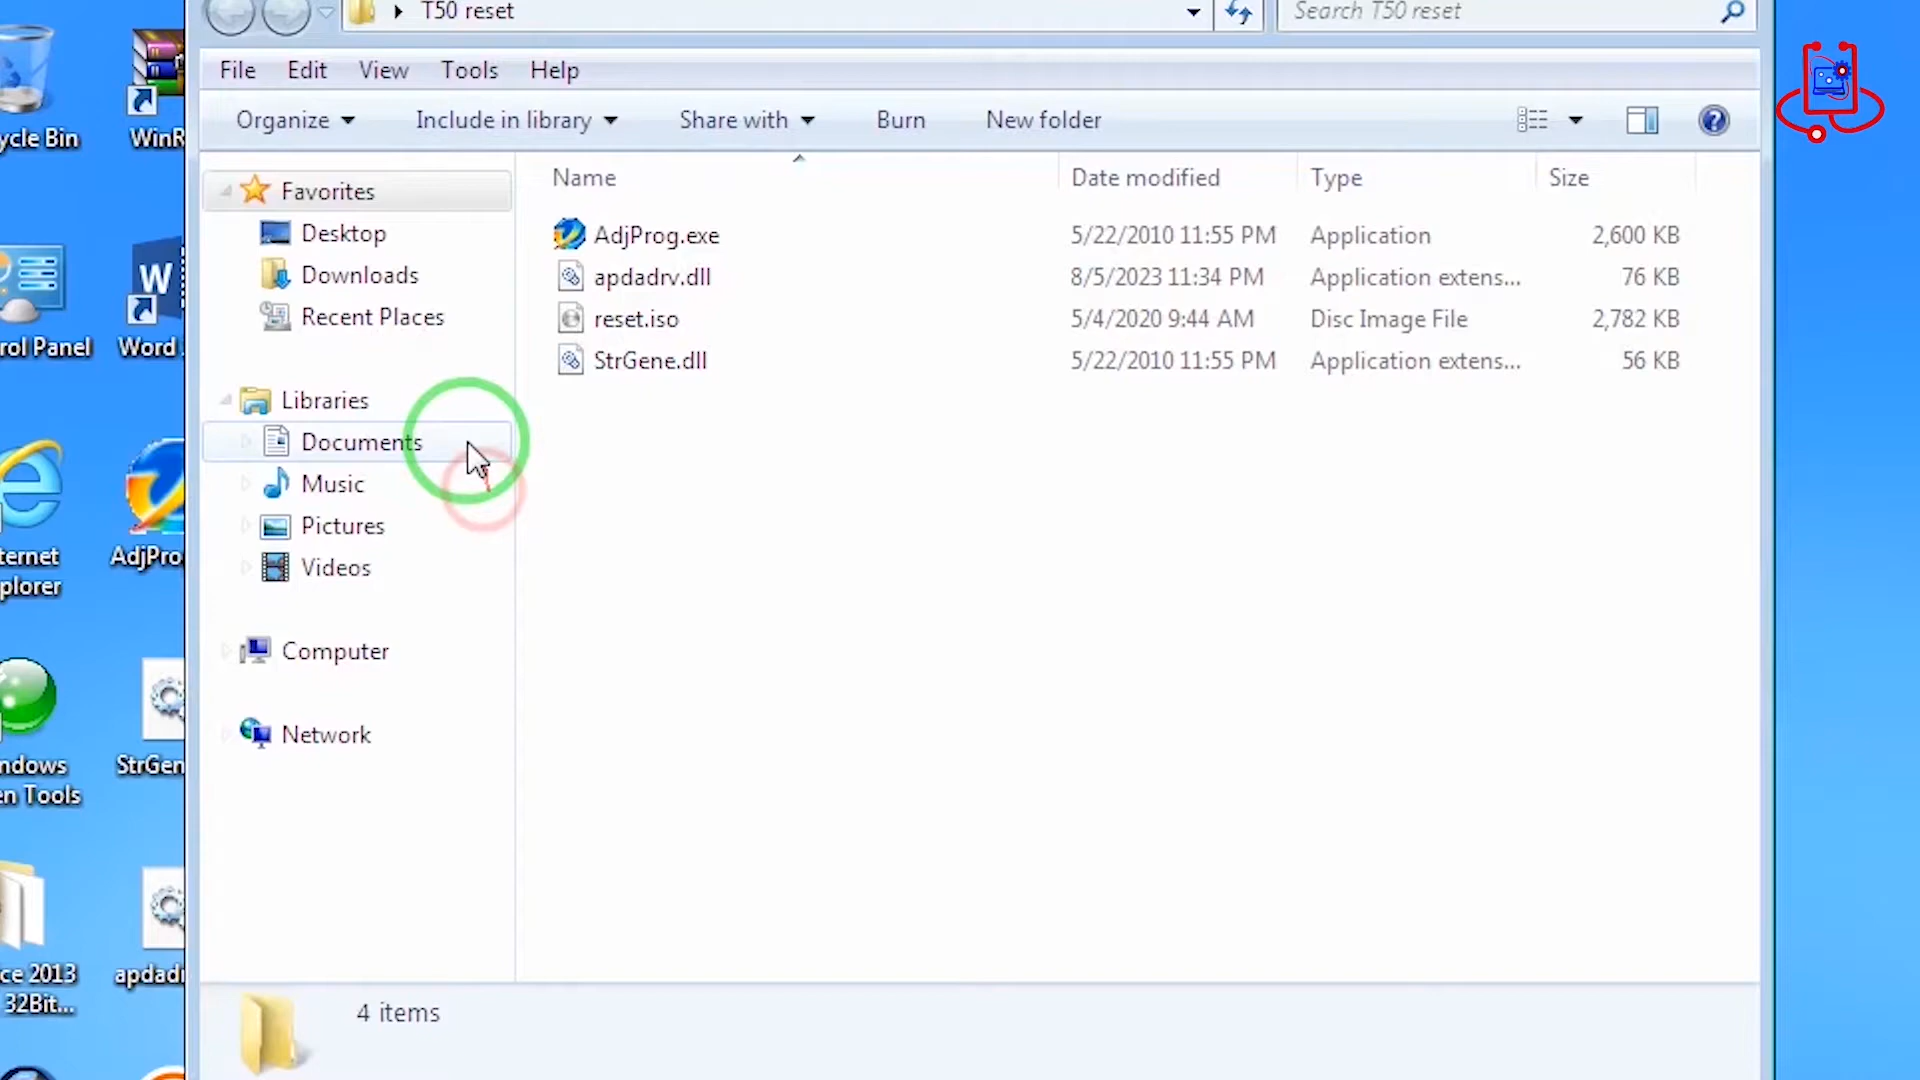 T50 reset
Search T50 reset
File Edit View Tools Help
Organize Include in library Share with Burn New folder
Name Date modified Type Size
AdjProg.exe 5/22/2010 11:55 PM Application 2,600 KB
apdadrv.dll 8/5/2023 11:34 PM Application extens... 76 KB
reset.iso 5/4/2020 9:44 AM Disc Image File 2,782 KB
StrGene.dll 5/22/2010 11:55 PM Application extens... 56 KB
Favorites
Desktop
Downloads
Recent Places
Libraries
Documents
Music
Pictures
Videos
Computer
Network
4 items
ycle Bin
WinR
rol Panel
Word
W
ternet
plorer
AdjPro
ndows
en Tools
StrGen
ice 2013
32Bit...
apdadr